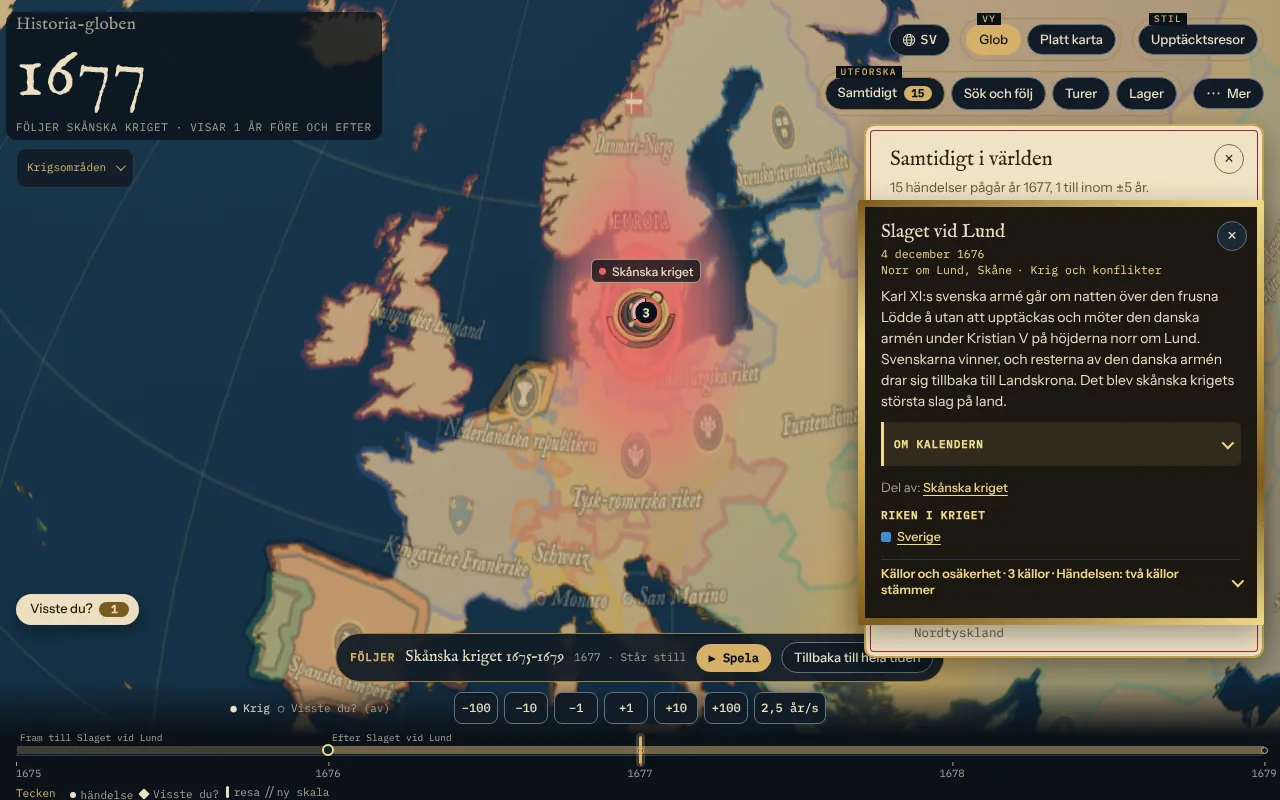 Historia-globen
1677
FÖLJER SKÅNSKA KRIGET · VISAR 1 ÅR FÖRE OCH EFTER
Krigsområden
SV
VY
Glob
Platt karta
STIL
Upptäcktsresor
UTFORSKA
Samtidigt 15
Sök och följ
Turer
Lager
··· Mer
Samtidigt i världen
×
15 händelser pågår år 1677, 1 till inom ±5 år.
Slaget vid Lund
×
4 december 1676
Norr om Lund, Skåne · Krig och konflikter
Karl XI:s svenska armé går om natten över den frusna
Lödde å utan att upptäckas och möter den danska
armén under Kristian V på höjderna norr om Lund.
Svenskarna vinner, och resterna av den danska armén
drar sig tillbaka till Landskrona. Det blev skånska krigets
största slag på land.
OM KALENDERN
Del av: Skånska kriget
RIKEN I KRIGET
Sverige
Källor och osäkerhet · 3 källor · Händelsen: två källor
stämmer
Nordtyskland
Danmark-Norge
Svenska stormaktsväldet
EUROPA
Skånska kriget
3
Kungariket England
riket
Nederländska republiken
Furstendöm
Tysk-romerska riket
Kungariket Frankrike
Schweiz
Monaco
San Marino
Spanska imperi
Visste du? 1
FÖLJER Skånska kriget 1675-1679 1677 · Står still ▶ Spela Tillbaka till hela tiden
● Krig ○ Visste du? (av)
−100 −10 −1 +1 +10 +100 2,5 år/s
Fram till Slaget vid Lund
Efter Slaget vid Lund
1675 1676 1677 1678 1679
Tecken ● händelse ◆ Visste du? resa // ny skala